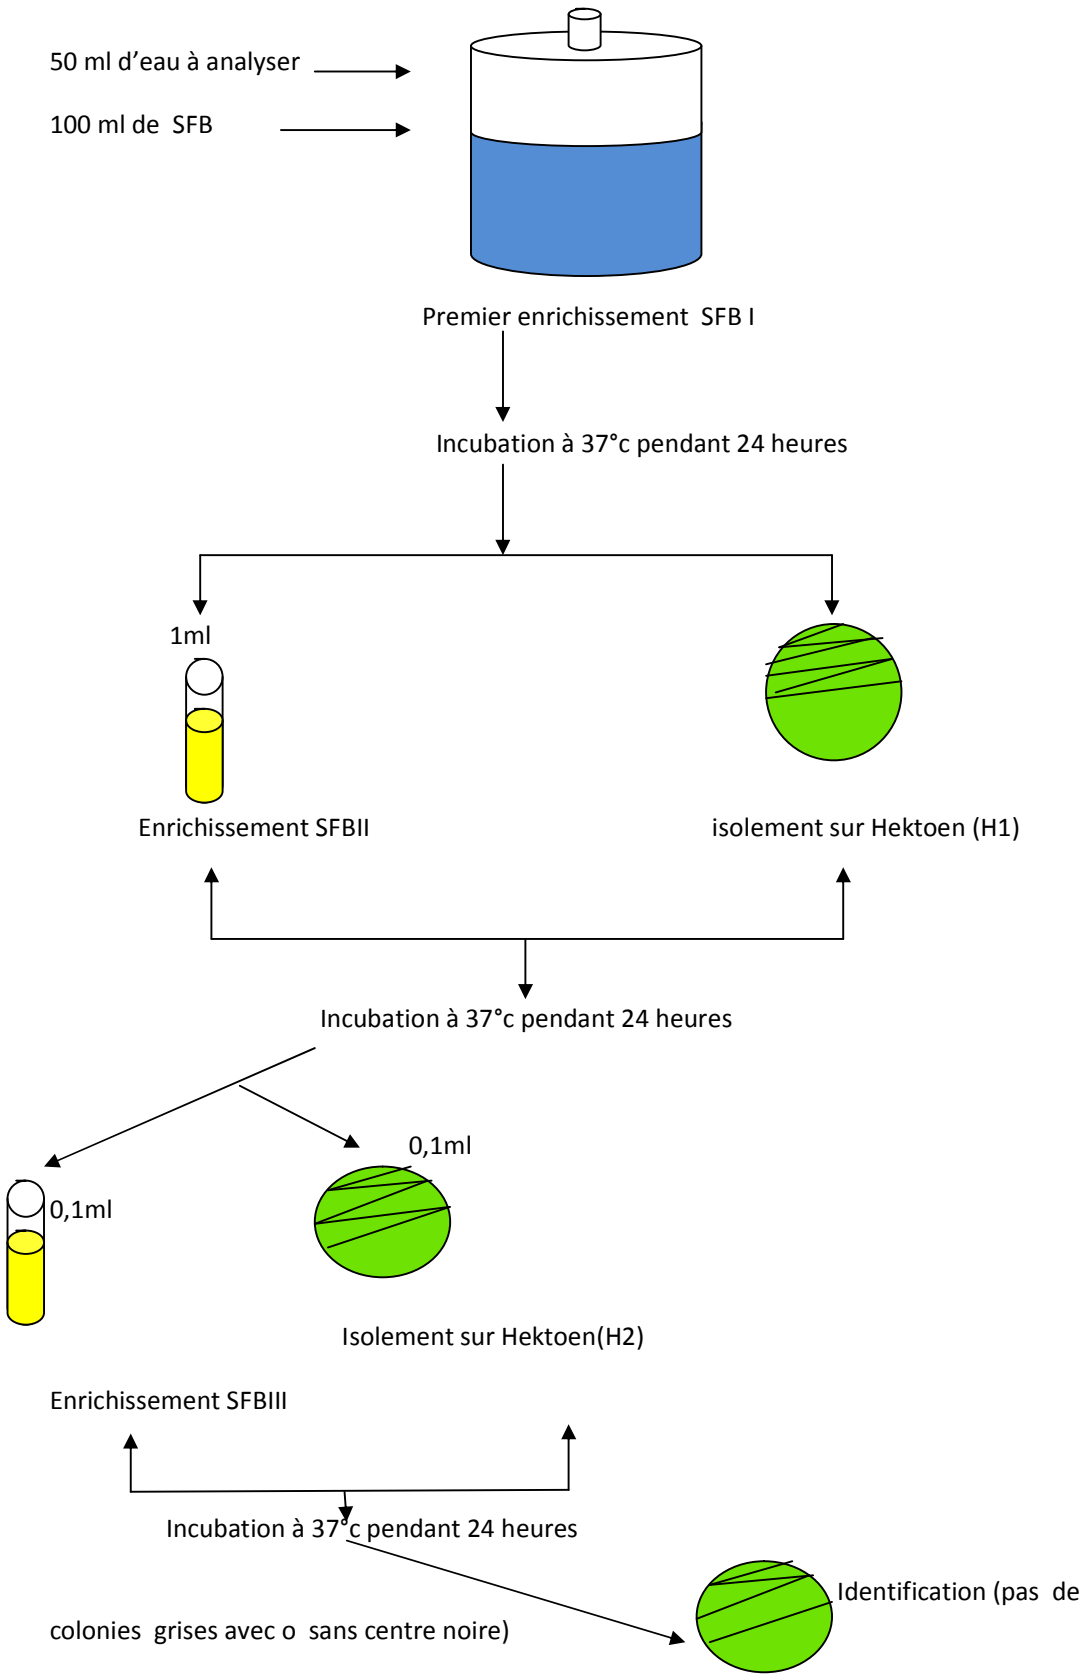 50 ml d’eau à analyser
100 ml de SFB
Premier enrichissement SFB I
Incubation à 37°c pendant 24 heures
1ml
Enrichissement SFBII
isolement sur Hektoen (H1)
Incubation à 37°c pendant 24 heures
0,1ml
0,1ml
Isolement sur Hektoen(H2)
Enrichissement SFBIII
Incubation à 37°c pendant 24 heures
Identification (pas de
colonies grises avec o sans centre noire)